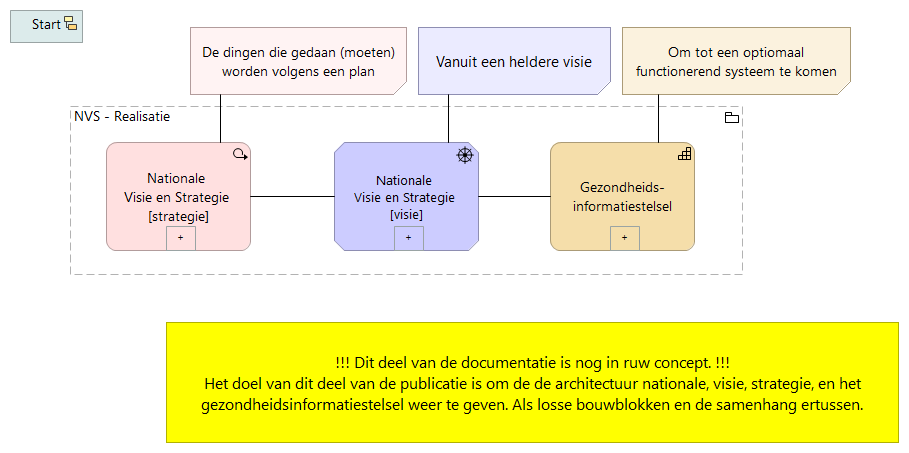 Start
De dingen die gedaan (moeten)
worden volgens een plan
Vanuit een heldere visie
Om tot een optiomaal
functionerend systeem te komen
NVS - Realisatie
Nationale
Visie en Strategie
[strategie]
+
Nationale
Visie en Strategie
[visie]
+
Gezondheids-
informatiestelsel
+
!!! Dit deel van de documentatie is nog in ruw concept. !!!
Het doel van dit deel van de publicatie is om de de architectuur nationale, visie, strategie, en het
gezondheidsinformatiestelsel weer te geven. Als losse bouwblokken en de samenhang ertussen.